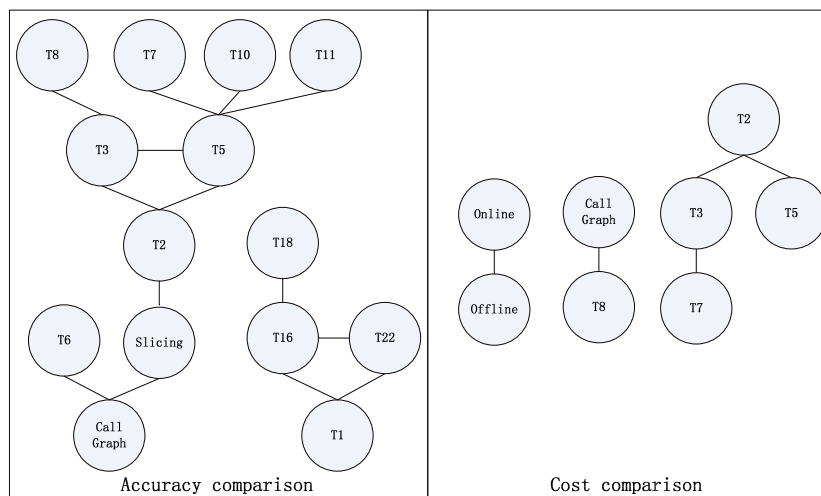 T8
T7
T10
T11
T3
T5
T2
T18
T6
Slicing
T16
T22
Call
Graph
T1
Accuracy comparison
T2
Online
Call
Graph
T3
T5
Offline
T8
T7
Cost comparison